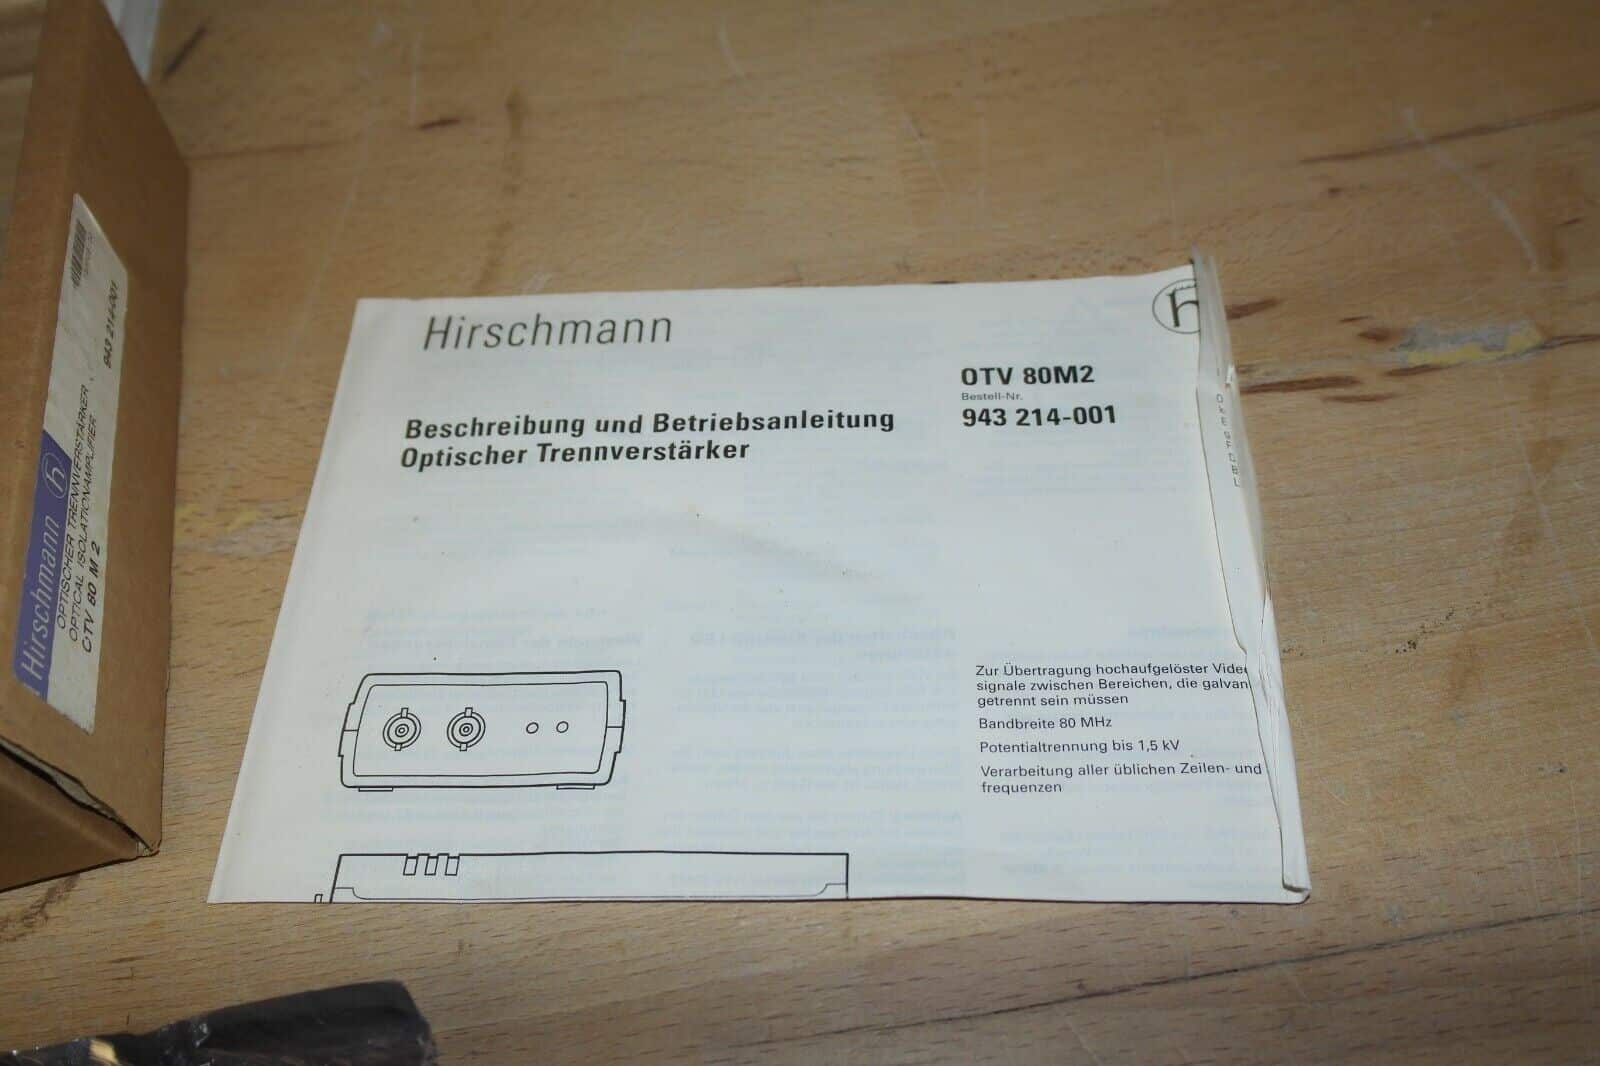 Hirschmann
h
OTV 80M2
Bestell-Nr.
943 214-001
Beschreibung und Betriebsanleitung
Optischer Trennverstärker
Zur Übertragung hochaufgelöster Video
signale zwischen Bereichen, die galvan
getrennt sein müssen
Bandbreite 80 MHz
Potentialtrennung bis 1,5 kV
Verarbeitung aller üblichen Zeilen- und
frequenzen
Hirschmann h
OPTISCHER TRENNVERSTÄRKER
OPTICAL ISOLATIONAMPLIFIER
OTV 80 M 2
943 214-001